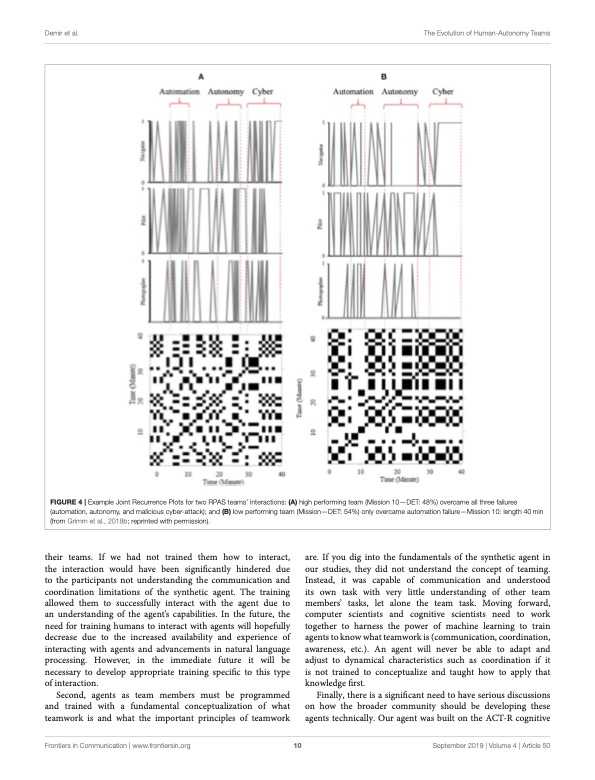 Demir et al.
The Evolution of Human-Autonomy Teams
A
B
Automation Autonomy Cyber
Automation Autonomy Cyber
Navigator
Navigator
Pilot
Pilot
Photographer
Photographer
Time (Minute)
Time (Minute)
40
30
20
10
40
30
20
10
0 10 20 30 40
0 10 20 30 40
Time (Minute)
Time (Minute)
FIGURE 4 | Example Joint Recurrence Plots for two RPAS teams' interactions: (A) high performing team (Mission 10—DET: 48%) overcame all three failures
(automation, autonomy, and malicious cyber-attack); and (B) low performing team (Mission—DET: 54%) only overcame automation failure—Mission 10: length 40 min
(from Grimm et al., 2018b; reprinted with permission).
their teams. If we had not trained them how to interact,
the interaction would have been significantly hindered due
to the participants not understanding the communication and
coordination limitations of the synthetic agent. The training
allowed them to successfully interact with the agent due to
an understanding of the agent's capabilities. In the future, the
need for training humans to interact with agents will hopefully
decrease due to the increased availability and experience of
interacting with agents and advancements in natural language
processing. However, in the immediate future it will be
necessary to develop appropriate training specific to this type
of interaction.
Second, agents as team members must be programmed
and trained with a fundamental conceptualization of what
teamwork is and what the important principles of teamwork
are. If you dig into the fundamentals of the synthetic agent in
our studies, they did not understand the concept of teaming.
Instead, it was capable of communication and understood
its own task with very little understanding of other team
members' tasks, let alone the team task. Moving forward,
computer scientists and cognitive scientists need to work
together to harness the power of machine learning to train
agents to know what teamwork is (communication, coordination,
awareness, etc.). An agent will never be able to adapt and
adjust to dynamical characteristics such as coordination if it
is not trained to conceptualize and taught how to apply that
knowledge first.
Finally, there is a significant need to have serious discussions
on how the broader community should be developing these
agents technically. Our agent was built on the ACT-R cognitive
Frontiers in Communication | www.frontiersin.org
10
September 2019 | Volume 4 | Article 50